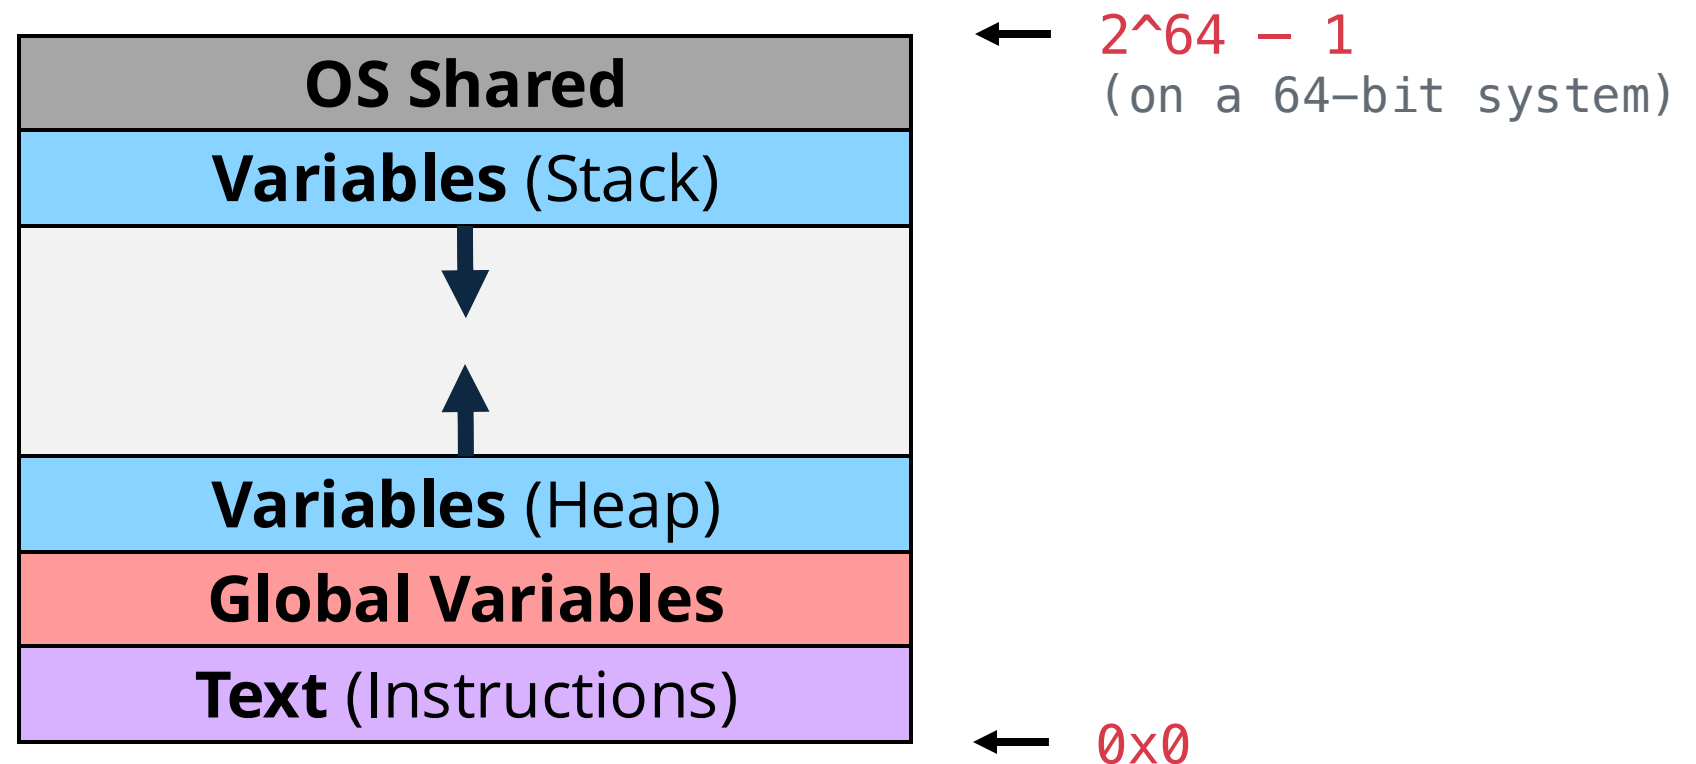 2^64 – 1
OS Shared
(on a 64–bit system)
Variables (Stack)
Variables (Heap)
Global Variables
Text (Instructions)
0x0